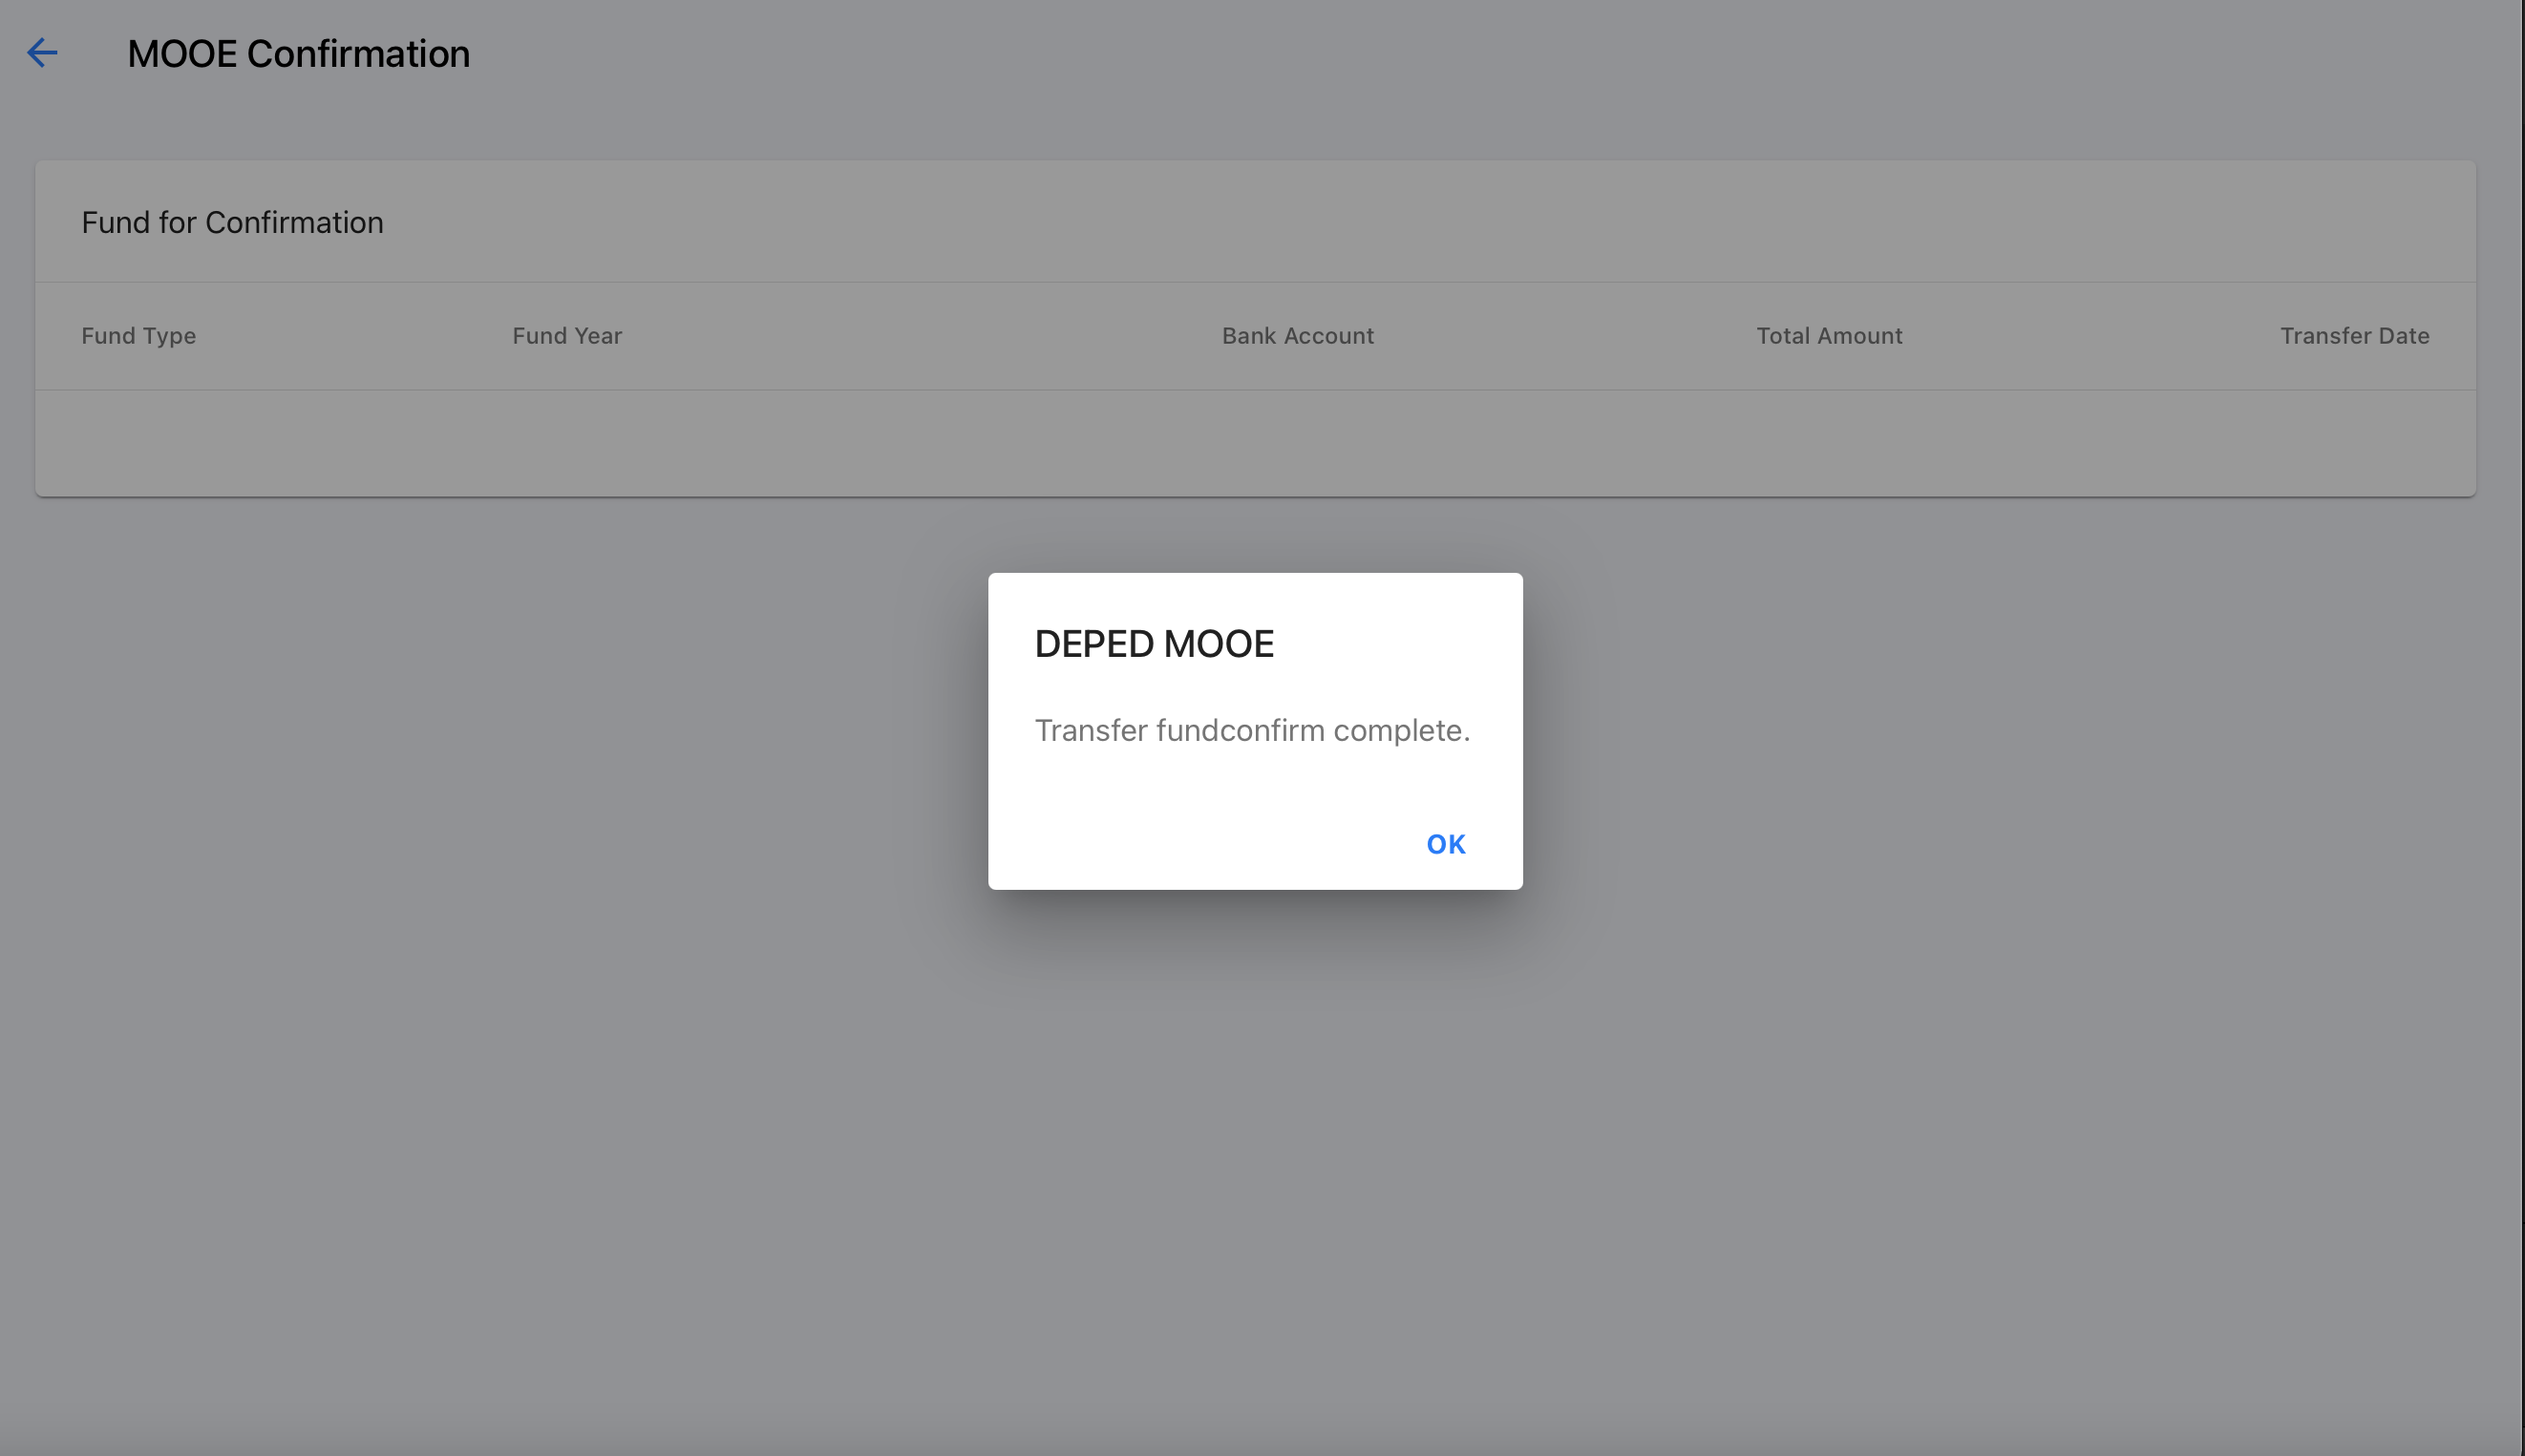 MOOE Confirmation
Fund for Confirmation
Fund Type Fund Year Bank Account Total Amount Transfer Date
DEPED MOOE
Transfer fundconfirm complete.
OK